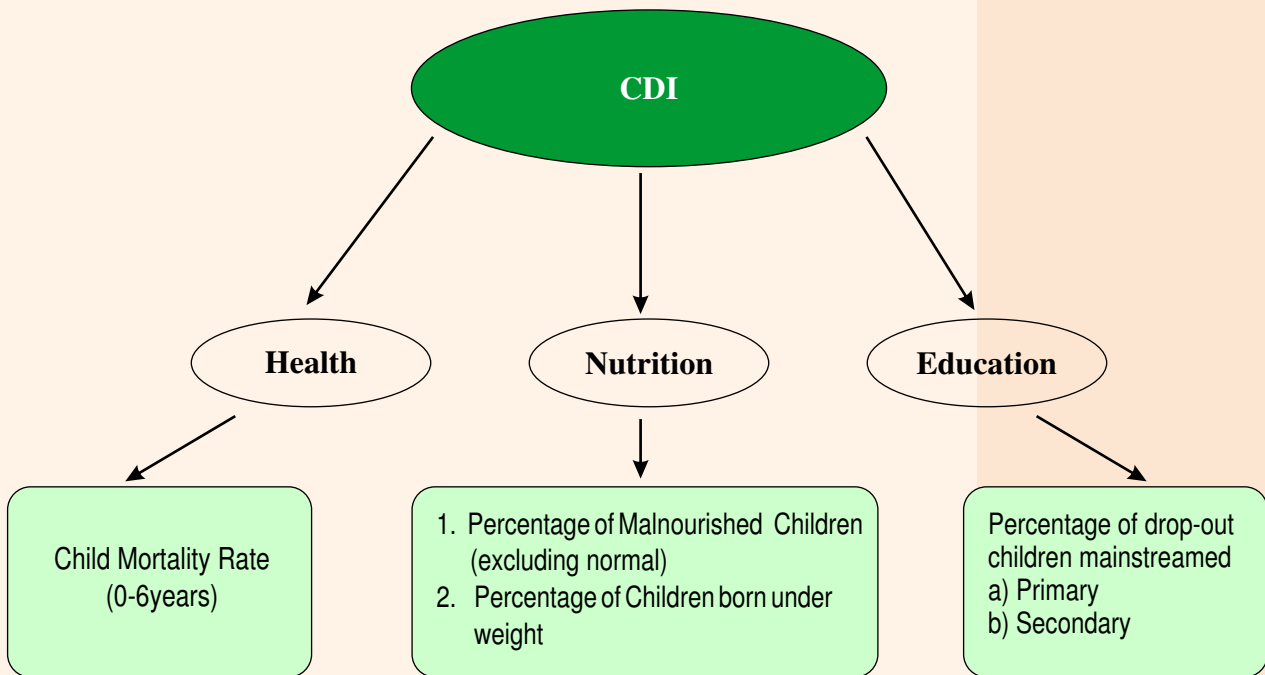 CDI
Health
Nutrition
Education
Child Mortality Rate
(0-6years)
1. Percentage of Malnourished Children
(excluding normal)
2. Percentage of Children born under
weight
Percentage of drop-out
children mainstreamed
a) Primary
b) Secondary